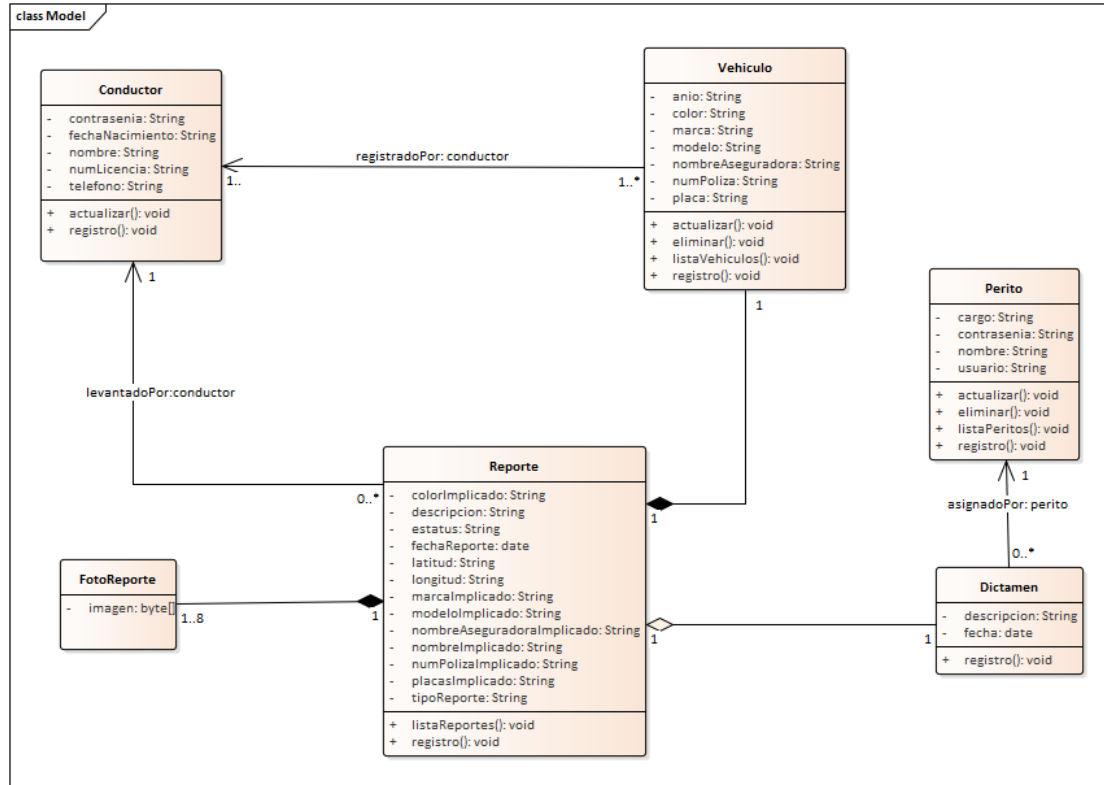 class Model
Conductor
- contrasenia: String
- fechaNacimiento: String
- nombre: String
- numLicencia: String
- telefono: String
+ actualizar(): void
+ registro(): void
registradoPor: conductor
1..
1..*
Vehiculo
- anio: String
- color: String
- marca: String
- modelo: String
- nombreAseguradora: String
- numPoliza: String
- placa: String
+ actualizar(): void
+ eliminar(): void
+ listaVehiculos(): void
+ registro(): void
1
1
levantadoPor:conductor
0..*
Perito
- cargo: String
- contrasenia: String
- nombre: String
- usuario: String
+ actualizar(): void
+ eliminar(): void
+ listaPeritos(): void
+ registro(): void
1
asignadoPor: perito
0..*
Reporte
- colorImplicado: String
- descripcion: String
- estatus: String
- fechaReporte: date
- latitud: String
- longitud: String
- marcaImplicado: String
- modeloImplicado: String
- nombreAseguradoraImplicado: String
- nombreImplicado: String
- numPolizaImplicado: String
- placasImplicado: String
- tipoReporte: String
+ listaReportes(): void
+ registro(): void
1
1
1
1
FotoReporte
- imagen: byte[]
1..8
Dictamen
- descripcion: String
- fecha: date
+ registro(): void